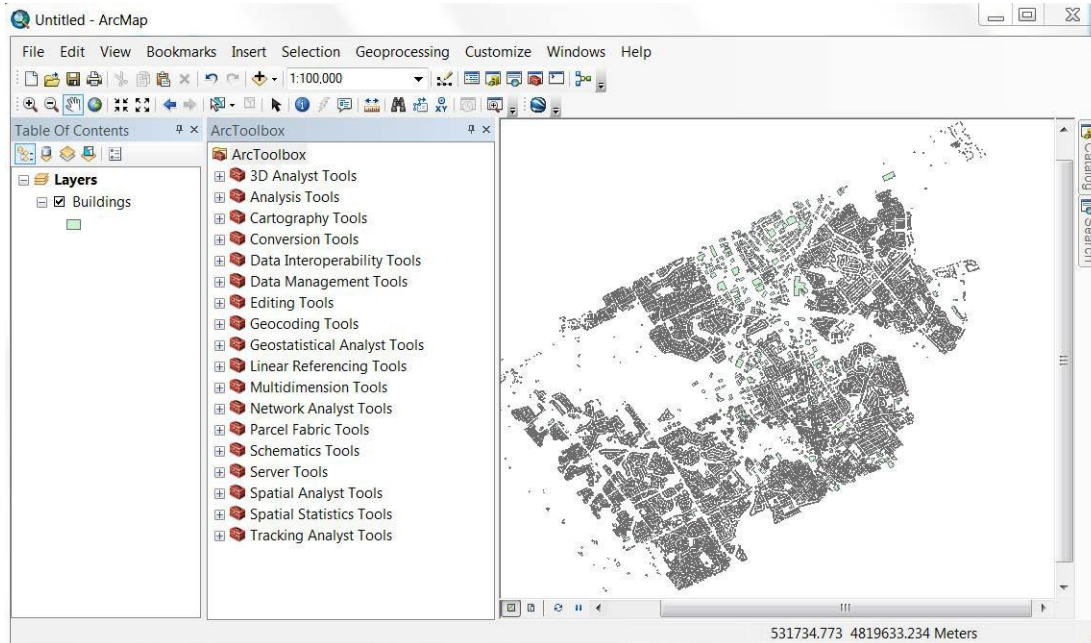 Untitled - ArcMap
File Edit View Bookmarks Insert Selection Geoprocessing Customize Windows Help
1:100,000
Table Of Contents
ArcToolbox
Layers
Buildings
ArcToolbox
3D Analyst Tools
Analysis Tools
Cartography Tools
Conversion Tools
Data Interoperability Tools
Data Management Tools
Editing Tools
Geocoding Tools
Geostatistical Analyst Tools
Linear Referencing Tools
Multidimension Tools
Network Analyst Tools
Parcel Fabric Tools
Schematics Tools
Server Tools
Spatial Analyst Tools
Spatial Statistics Tools
Tracking Analyst Tools
Catalog
Search
531734.773 4819633.234 Meters